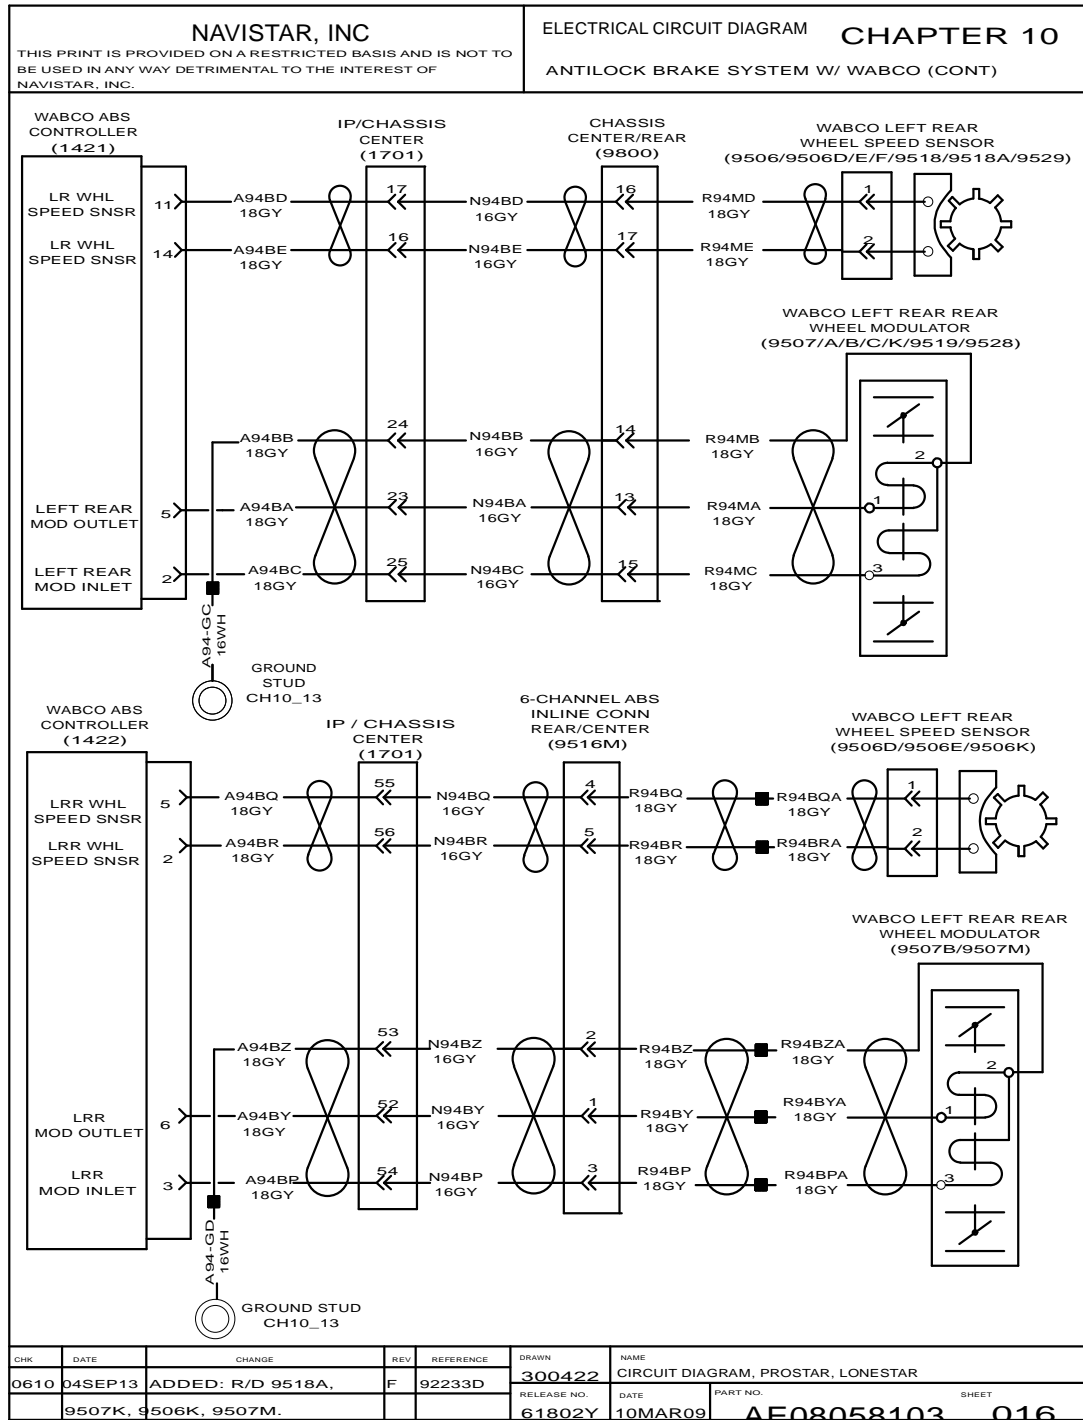 NAVISTAR, INC
THIS PRINT IS PROVIDED ON A RESTRICTED BASIS AND IS NOT TO
BE USED IN ANY WAY DETRIMENTAL TO THE INTEREST OF
NAVISTAR, INC.
ELECTRICAL CIRCUIT DIAGRAM
CHAPTER 10
ANTILOCK BRAKE SYSTEM W/ WABCO (CONT)
WABCO ABS
CONTROLLER
(1421)
IP/CHASSIS
CENTER
(1701)
CHASSIS
CENTER/REAR
(9800)
WABCO LEFT REAR
WHEEL SPEED SENSOR
(9506/9506D/E/F/9518/9518A/9529)
LR WHL
SPEED SNSR
11
A94BD
18GY
17
N94BD
16GY
16
R94MD
18GY
1
LR WHL
SPEED SNSR
14
A94BE
18GY
16
N94BE
16GY
17
R94ME
18GY
2
WABCO LEFT REAR REAR
WHEEL MODULATOR
(9507/A/B/C/K/9519/9528)
A94BB
18GY
24
N94BB
16GY
14
R94MB
18GY
2
LEFT REAR
MOD OUTLET
5
A94BA
18GY
23
N94BA
16GY
13
R94MA
18GY
1
LEFT REAR
MOD INLET
2
A94BC
18GY
25
N94BC
16GY
15
R94MC
18GY
3
A94-GC
16WH
GROUND
STUD
CH10_13
WABCO ABS
CONTROLLER
(1422)
IP / CHASSIS
CENTER
(1701)
6-CHANNEL ABS
INLINE CONN
REAR/CENTER
(9516M)
WABCO LEFT REAR
WHEEL SPEED SENSOR
(9506D/9506E/9506K)
LRR WHL
SPEED SNSR
5
A94BQ
18GY
55
N94BQ
16GY
4
R94BQ
18GY
R94BQA
18GY
1
LRR WHL
SPEED SNSR
2
A94BR
18GY
56
N94BR
16GY
5
R94BR
18GY
R94BRA
18GY
2
WABCO LEFT REAR REAR
WHEEL MODULATOR
(9507B/9507M)
A94BZ
18GY
53
N94BZ
16GY
2
R94BZ
18GY
R94BZA
18GY
2
LRR
MOD OUTLET
6
A94BY
18GY
52
N94BY
16GY
1
R94BY
18GY
R94BYA
18GY
1
LRR
MOD INLET
3
A94BP
18GY
54
N94BP
16GY
3
R94BP
18GY
R94BPA
18GY
3
A94-GD
16WH
GROUND STUD
CH10_13
CHK DATE CHANGE REV REFERENCE
0610 04SEP13 ADDED: R/D 9518A, F 92233D
9507K, 9506K, 9507M.
DRAWN
300422
NAME
CIRCUIT DIAGRAM, PROSTAR, LONESTAR
RELEASE NO.
61802Y
DATE
10MAR09
PART NO.
AE08058103
SHEET
016